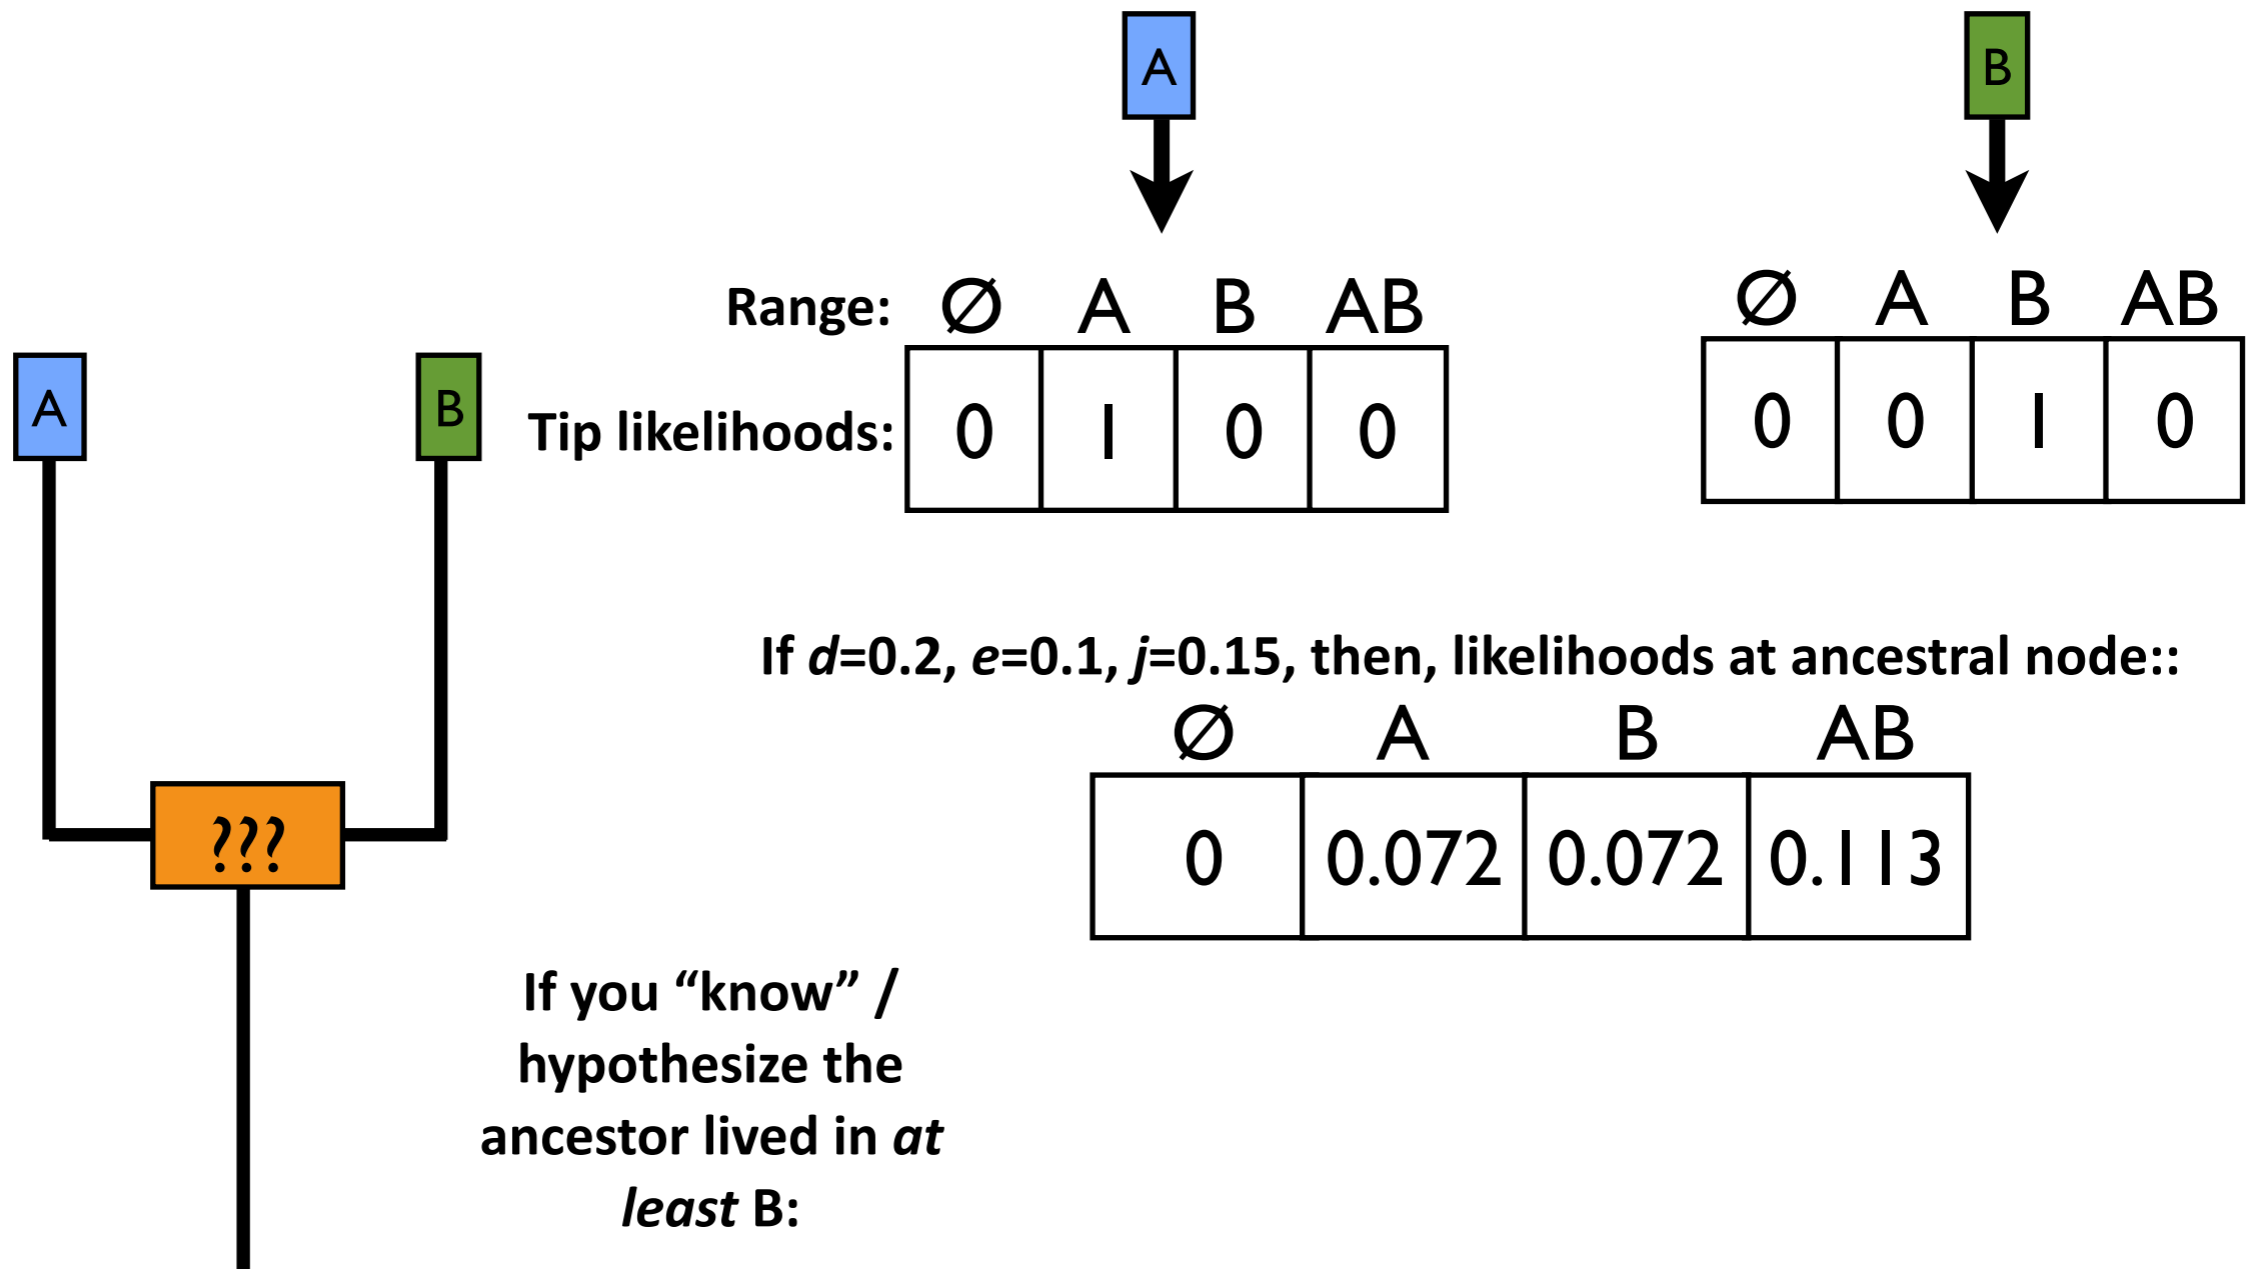 A
B
Range: Ø A B AB
Ø A B AB
A
B
Tip likelihoods: 0 1 0 0
0 0 1 0
If d=0.2, e=0.1, j=0.15, then, likelihoods at ancestral node::
Ø A B AB
???
0 0.072 0.072 0.113
If you “know” /
hypothesize the
ancestor lived in at
least B: